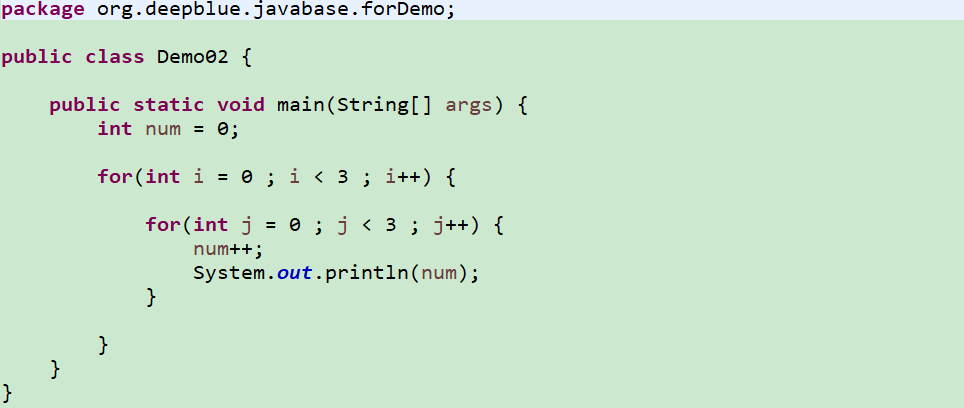 package org.deepblue.javabase.forDemo;
public class Demo02 {
public static void main(String[] args) {
int num = 0;
for(int i = 0 ; i < 3 ; i++) {
for(int j = 0 ; j < 3 ; j++) {
num++;
System.out.println(num);
}
}
}
}